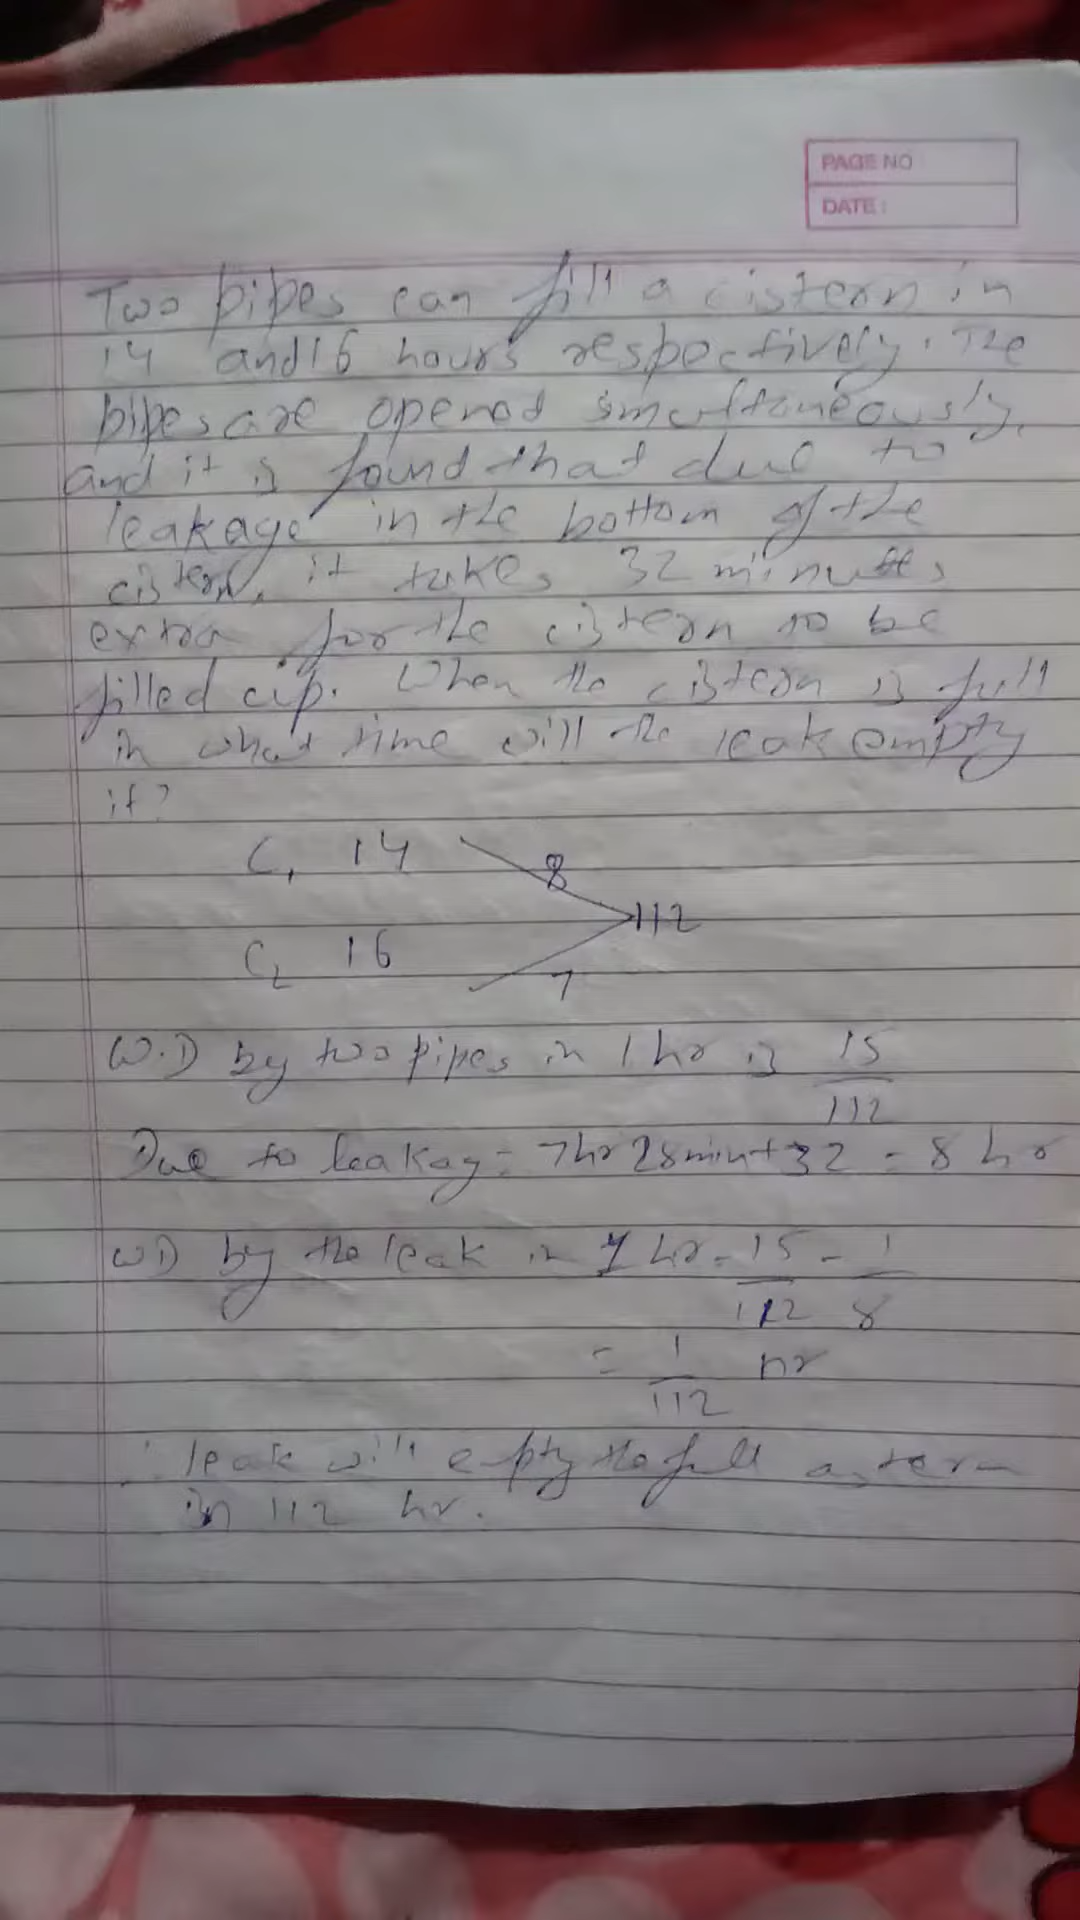 PAGE NO
DATE:
Two pipes can fill a cistern in
14 and 16 hours respectively. The
pipes are opened simultaneously,
and it is found that due to
leakage in the bottom of the
cistern, it takes 32 minutes
extra for the cistern to be
filled up. When the cistern is full
in what time will the leak empty
it?
C1 14
8
112
C2 16
7
W.D by two pipes in 1 hr is 15/112
Due to leakag = 7hr 28min + 32 = 8 hr
WD by the leak in 1 hr = 15/112 - 1/8
= 1/112 hr
∴ leak will empty the full cistern
in 112 hr.